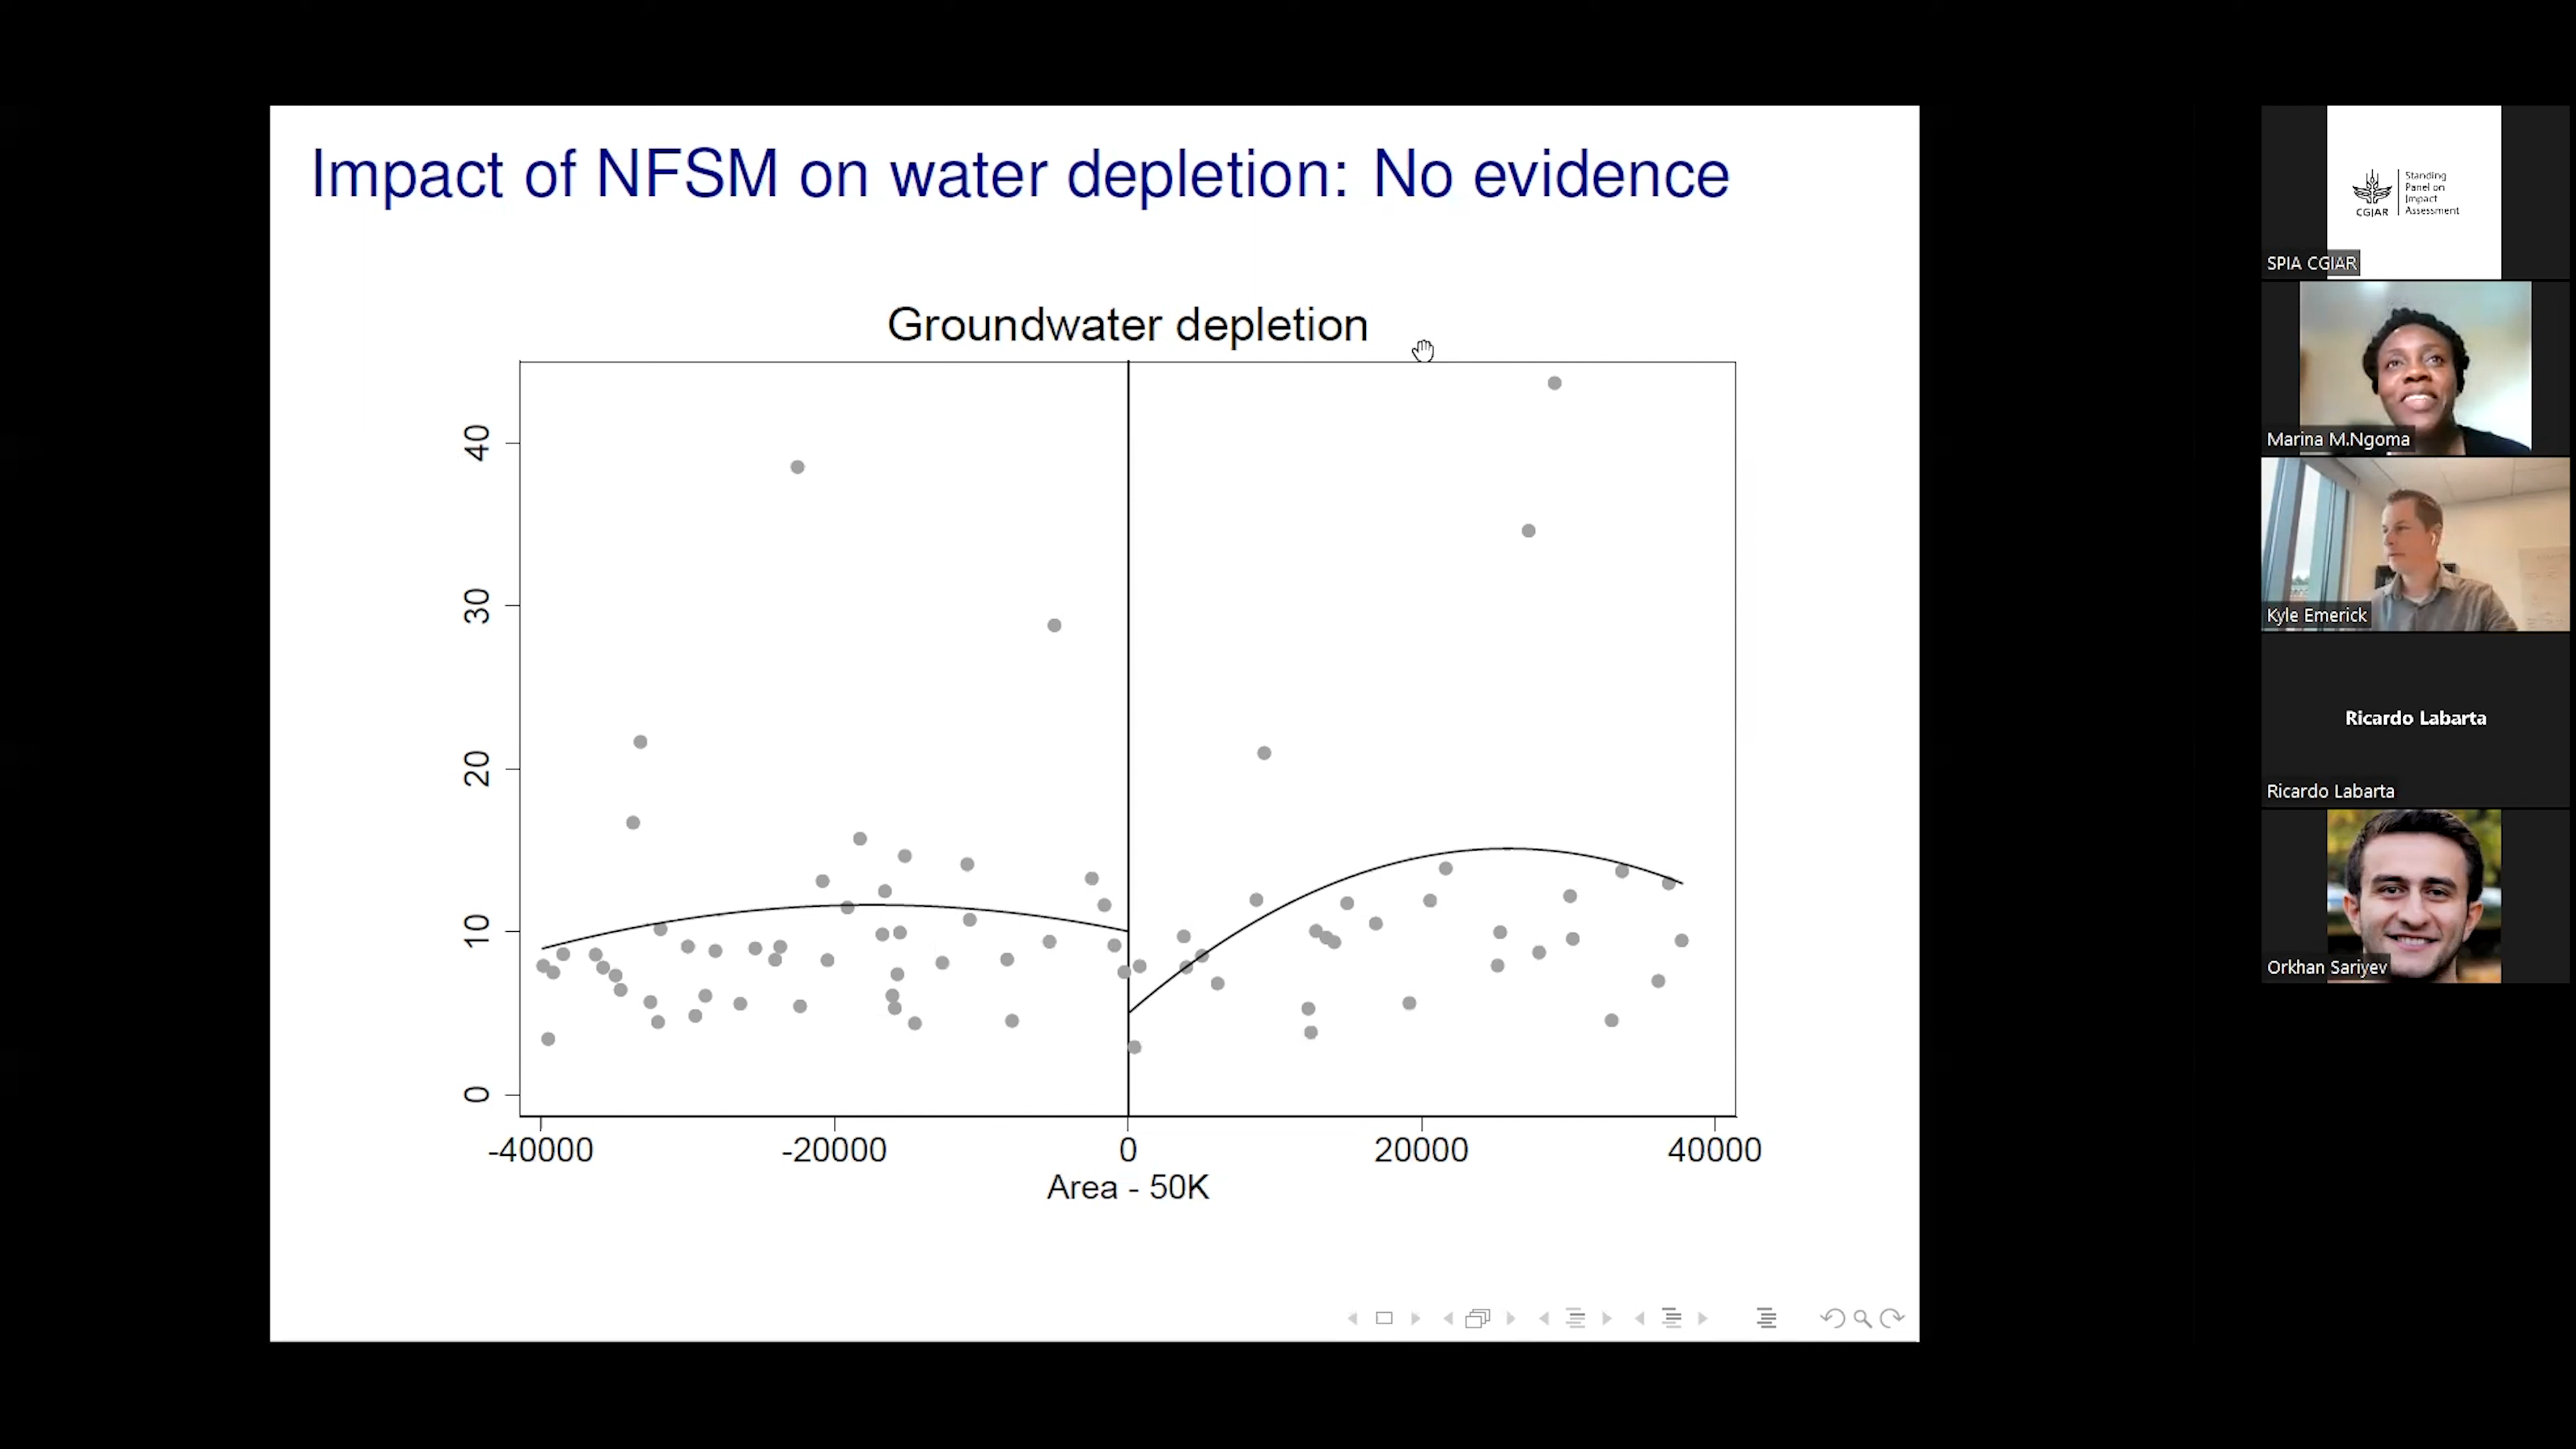 Impact of NFSM on water depletion: No evidence
Groundwater depletion
40
30
20
10
0
-40000
-20000
0
20000
40000
Area - 50K
Standing
Panel on
Impact
Assessment
CGIAR
SPIA CGIAR
Marina M.Ngoma
Kyle Emerick
Ricardo Labarta
Ricardo Labarta
Orkhan Sariyev